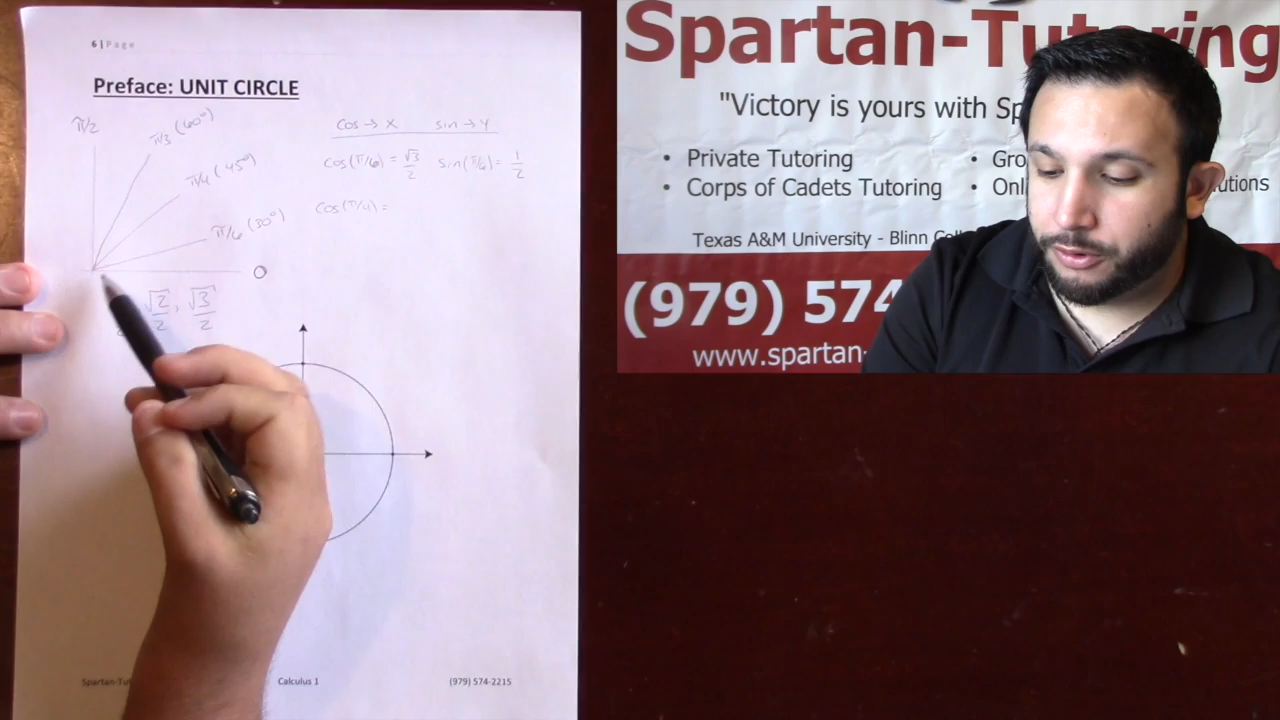 6 | Page
Preface: UNIT CIRCLE
π/2
π/3 (60°)
π/4 (45°)
π/6 (30°)
0
√2/2, √3/2
cos → x sin → y
cos(π/6) = √3/2 sin(π/6) = 1/2
cos(π/4) =
Calculus 1
(979) 574-2215
Spartan-Tutoring
"Victory is yours with
• Private Tutoring
• Corps of Cadets Tutoring
Texas A&M University - Blinn
(979) 574
www.spartan-